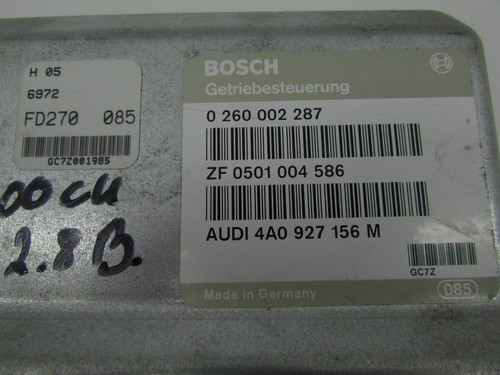 H 05
6972
FD270 085
GC7Z001985
2.8 B.
BOSCH
Getriebesteuerung
0 260 002 287
ZF 0501 004 586
AUDI 4A0 927 156 M
GC7Z
Made in Germany
085